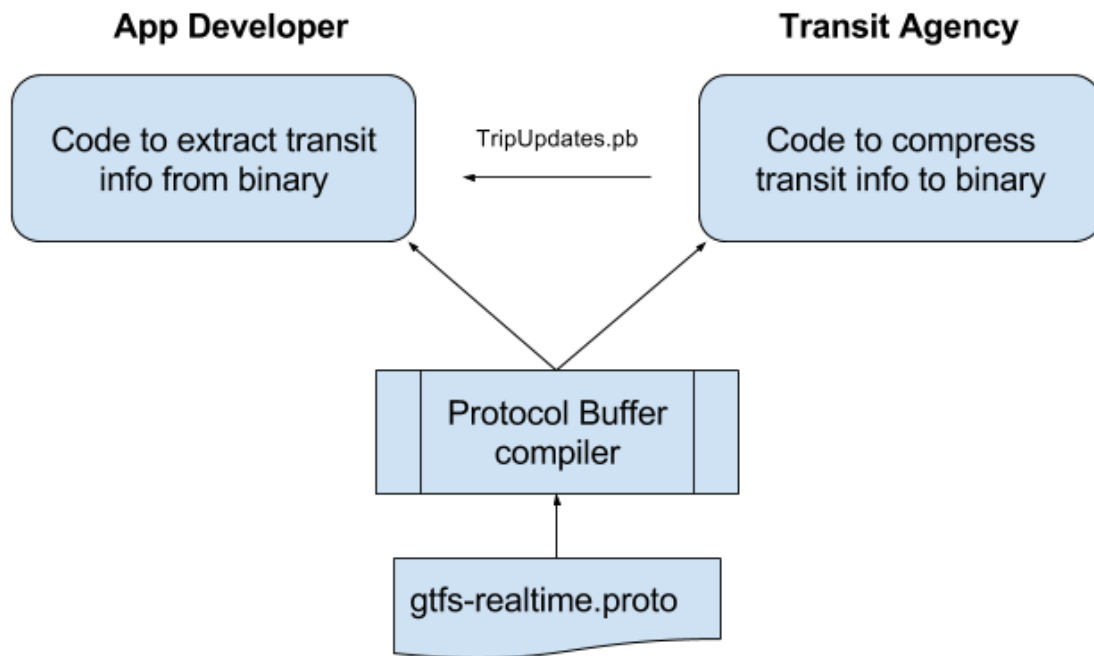 App Developer
Transit Agency
Code to extract transit
info from binary
TripUpdates.pb
Code to compress
transit info to binary
Protocol Buffer
compiler
gtfs-realtime.proto